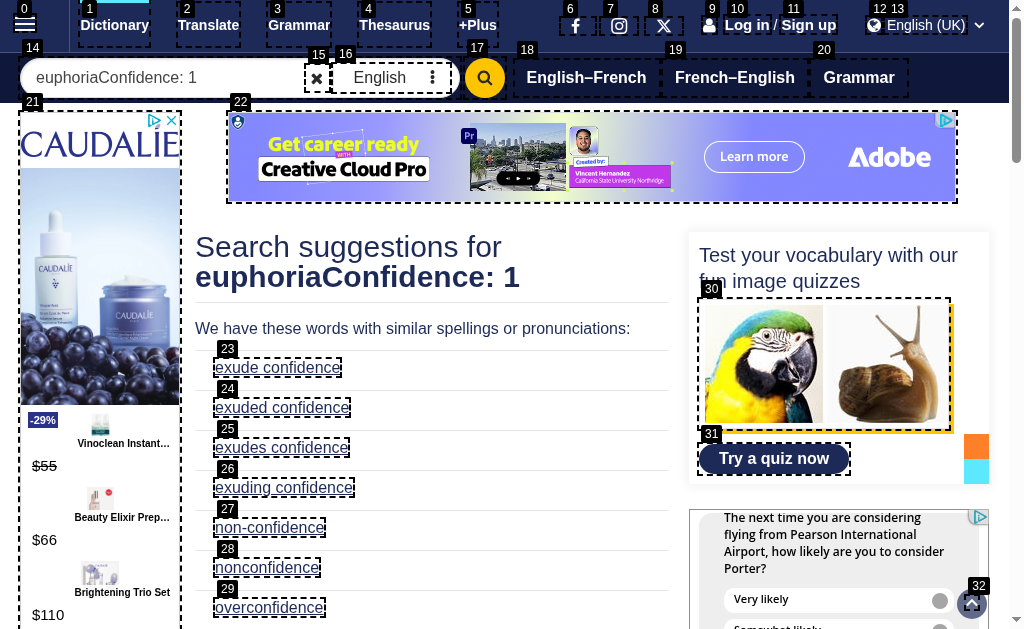 0 1 2 3 4 5 6 7 8 9 10 11 12 13
Dictionary Translate Grammar Thesaurus +Plus Log in / Sign up English (UK)
14 15 16 17 18 19 20
euphoriaConfidence: 1 English English–French French–English Grammar
21 22
CAUDALÍE
Get career ready
WITH
Creative Cloud Pro
Pr
Created by:
Vincent Hernandez
California State University Northridge
Learn more
Adobe
CAUDALÍE
CAUDALÍE
-29%
Vinoclean Instant...
$55
Beauty Elixir Prep...
$66
Brightening Trio Set
$110
Search suggestions for
euphoriaConfidence: 1
We have these words with similar spellings or pronunciations:
23
exude confidence
24
exuded confidence
25
exudes confidence
26
exuding confidence
27
non-confidence
28
nonconfidence
29
overconfidence
Test your vocabulary with our
fun image quizzes
30
31
Try a quiz now
The next time you are considering
flying from Pearson International
Airport, how likely are you to consider
Porter?
Very likely
Somewhat likely
32